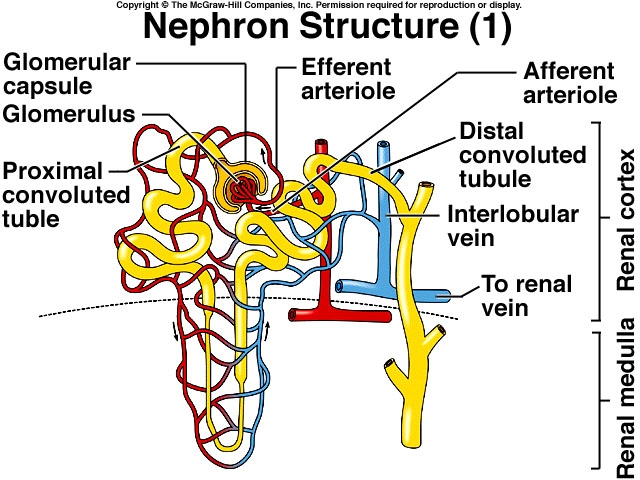 Copyright © The McGraw-Hill Companies, Inc. Permission required for reproduction or display.
Nephron Structure (1)
Glomerular
capsule
Glomerulus
Proximal
convoluted
tuble
Efferent
arteriole
Afferent
arteriole
Distal
convoluted
tubule
Interlobular
vein
To renal
vein
Renal cortex
Renal medulla